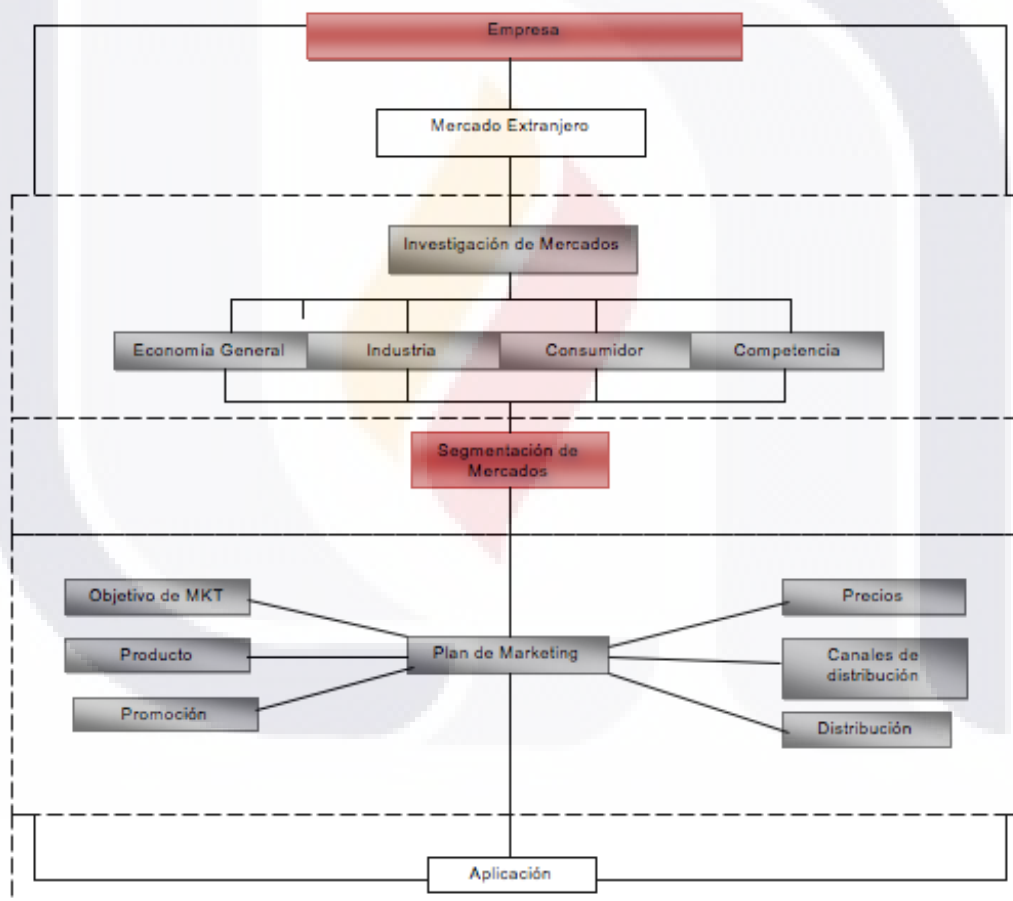 Empresa
Mercado Extranjero
Investigación de Mercados
Economía General
Industria
Consumidor
Competencia
Segmentación de
Mercados
Objetivo de MKT
Precios
Producto
Plan de Marketing
Canales de
distribución
Promoción
Distribución
Aplicación